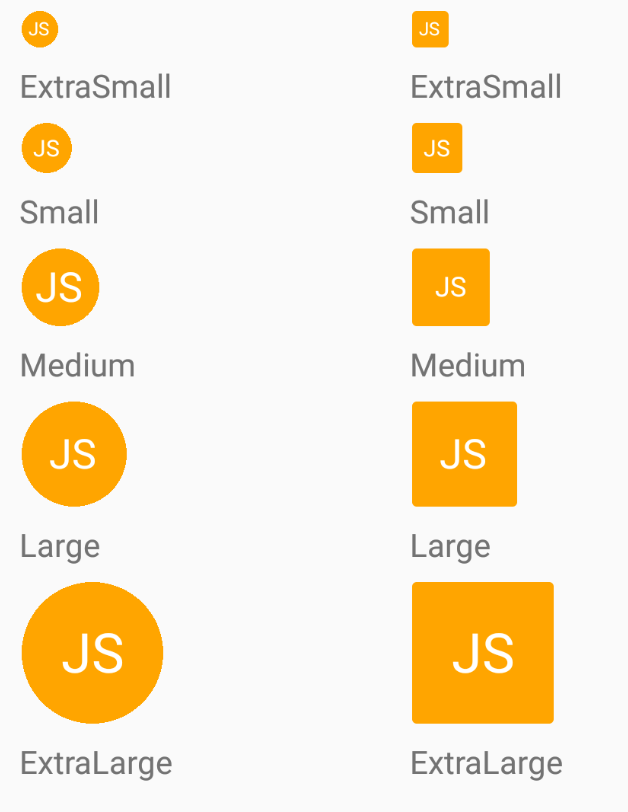 JS JS
ExtraSmall ExtraSmall
JS JS
Small Small
JS JS
Medium Medium
JS JS
Large Large
JS JS
ExtraLarge ExtraLarge